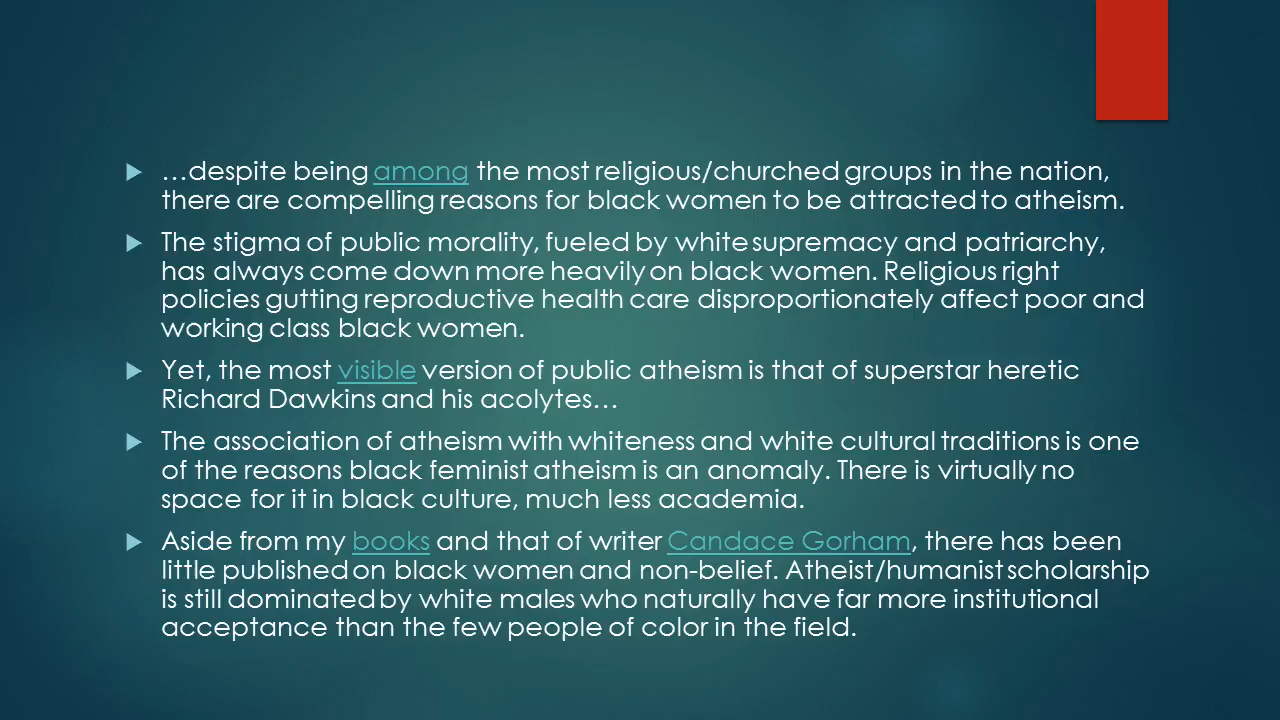 …despite being among the most religious/churched groups in the nation,
there are compelling reasons for black women to be attracted to atheism.
The stigma of public morality, fueled by white supremacy and patriarchy,
has always come down more heavily on black women. Religious right
policies gutting reproductive health care disproportionately affect poor and
working class black women.
Yet, the most visible version of public atheism is that of superstar heretic
Richard Dawkins and his acolytes…
The association of atheism with whiteness and white cultural traditions is one
of the reasons black feminist atheism is an anomaly. There is virtually no
space for it in black culture, much less academia.
Aside from my books and that of writer Candace Gorham, there has been
little published on black women and non-belief. Atheist/humanist scholarship
is still dominated by white males who naturally have far more institutional
acceptance than the few people of color in the field.